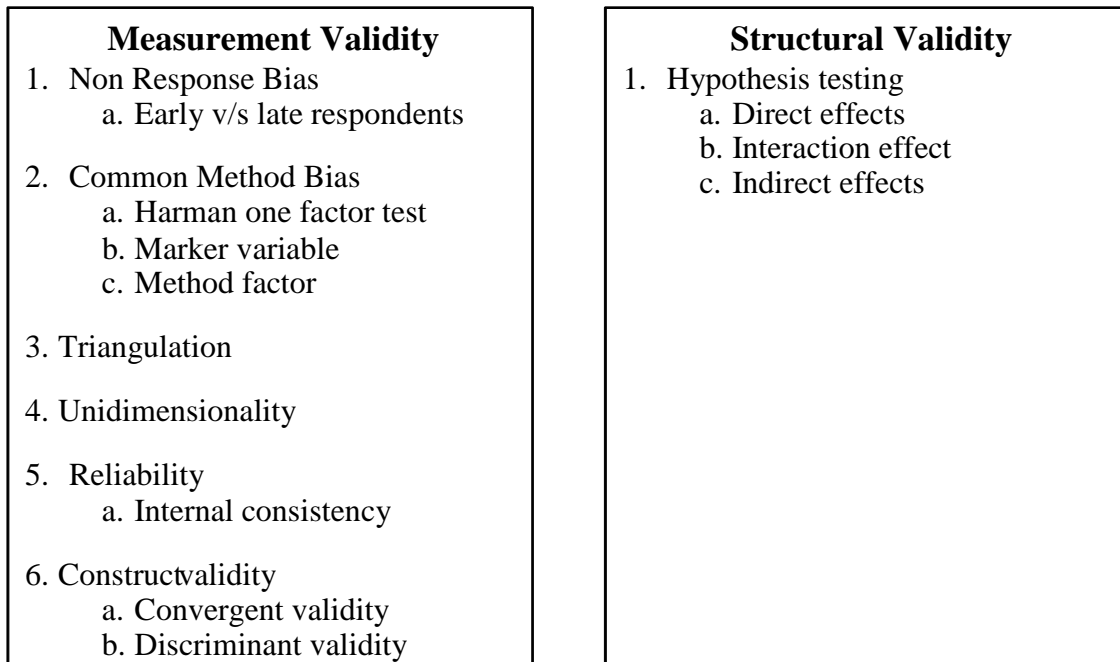 Measurement Validity
1. Non Response Bias
a. Early v/s late respondents
2. Common Method Bias
a. Harman one factor test
b. Marker variable
c. Method factor
3. Triangulation
4. Unidimensionality
5. Reliability
a. Internal consistency
6. Constructvalidity
a. Convergent validity
b. Discriminant validity
Structural Validity
1. Hypothesis testing
a. Direct effects
b. Interaction effect
c. Indirect effects